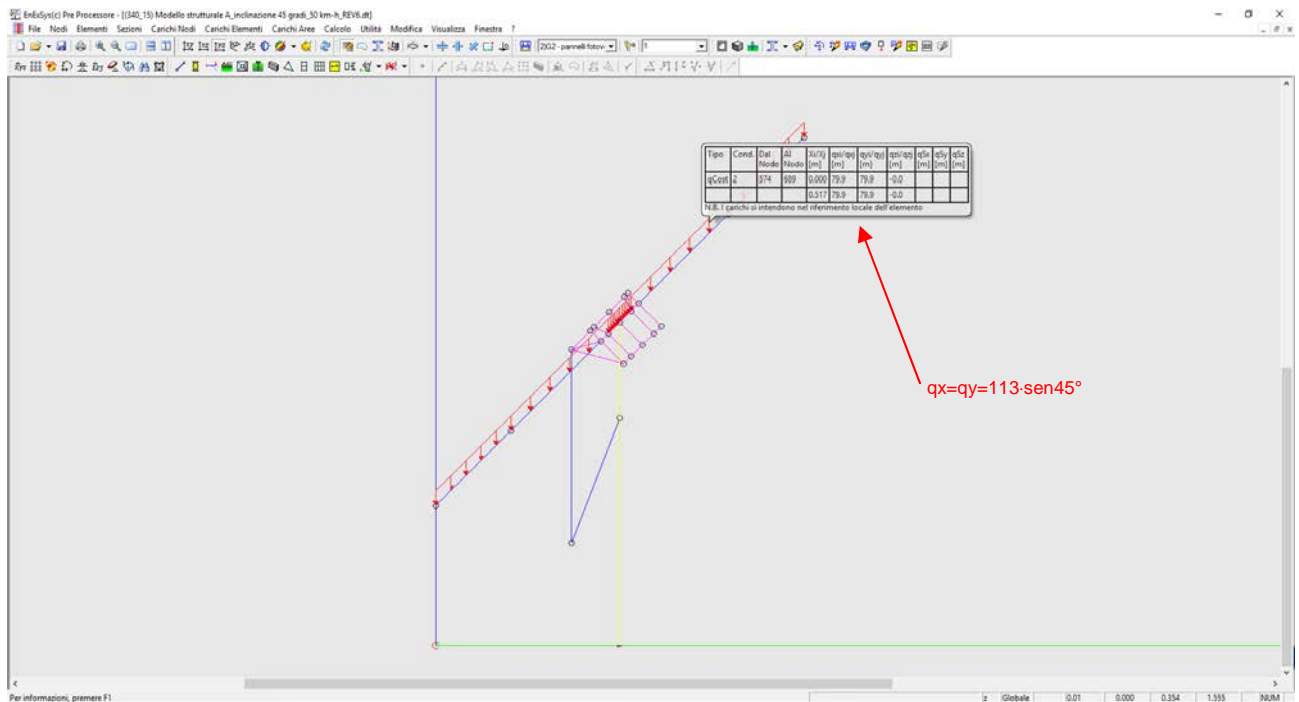 EnExSys(c) Pre Processore - [(340_15) Modello strutturale A_inclinazione 45 gradi_50 km-h_REV6.dt]
File Nodi Elementi Sezioni Carichi Nodi Carichi Elementi Carichi Aree Calcolo Utilità Modifica Visualizza Finestra ?
2)G2 - pannelli fotov 1
Tipo Cond. Dal Nodo Al Nodo Xi/Xj [m] qxi/qxj [m] qyi/qyj [m] qzi/qzj [m] qSx [m] qSy [m] qSz [m]
qCost 2 574 689 0.000 79.9 79.9 -0.0
0.517 79.9 79.9 -0.0
N.B. I carichi si intendono nel riferimento locale dell'elemento
qx=qy=113·sen45°
Per informazioni, premere F1 z Globale 0.01 0.000 0.354 1.555 NUM